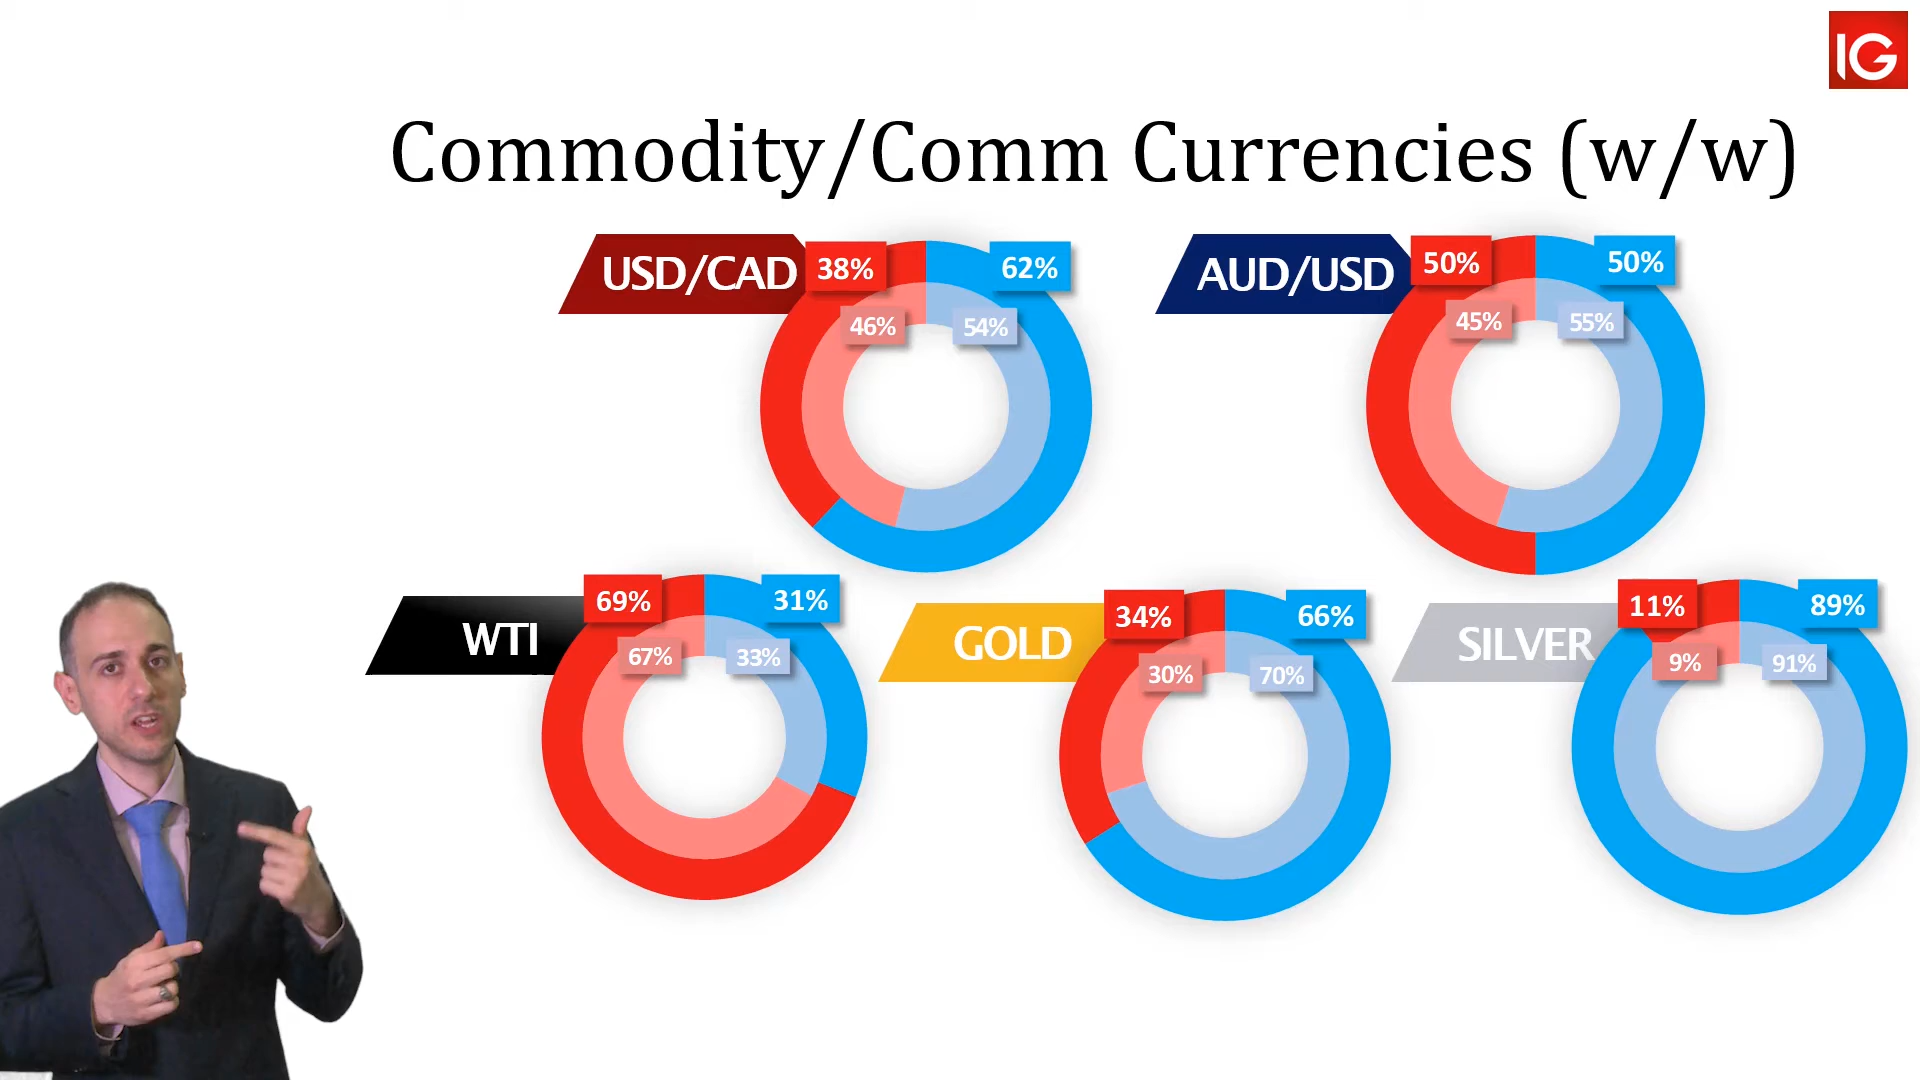 IG
Commodity/Comm Currencies (w/w)
USD/CAD
38%
62%
46%
54%
AUD/USD
50%
50%
45%
55%
WTI
69%
31%
67%
33%
GOLD
34%
66%
30%
70%
SILVER
11%
89%
9%
91%